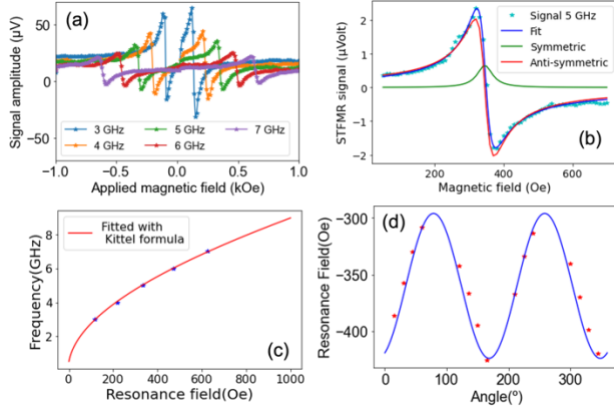 50
0
−50
Signal amplitude (µV)
(a)
3 GHz
5 GHz
7 GHz
4 GHz
6 GHz
−1.0
−0.5
0.0
0.5
1.0
Applied magnetic field (kOe)
2
1
0
−1
−2
STFMR signal (µVolt)
Signal 5 GHz
Fit
Symmetric
Anti-symmetric
(b)
200
400
600
Magnetic field (Oe)
8
6
4
2
Frequency(GHz)
Fitted with
Kittel formula
(c)
0
200
400
600
800
1000
Resonance field(Oe)
−300
−350
−400
Resonance Field(Oe)
(d)
0
100
200
300
Angle(º)